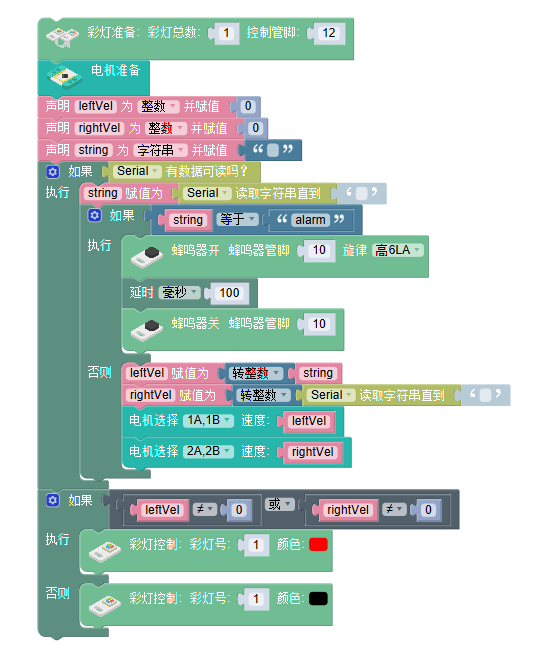 彩灯准备: 彩灯总数: 1 控制管脚: 12
电机准备
声明 leftVel 为 整数 并赋值 0
声明 rightVel 为 整数 并赋值 0
声明 string 为 字符串 并赋值 “ ”
如果 Serial 有数据可读吗?
执行 string 赋值为 Serial 读取字符串直到 ‘ ’
如果 string 等于 “ alarm ”
执行 蜂鸣器开 蜂鸣器管脚 10 旋律 高6LA
延时 毫秒 100
蜂鸣器关 蜂鸣器管脚 10
否则 leftVel 赋值为 转整数 string
rightVel 赋值为 转整数 Serial 读取字符串直到 ‘ ’
电机选择 1A,1B 速度: leftVel
电机选择 2A,2B 速度: rightVel
如果 leftVel ≠ 0 或 rightVel ≠ 0
执行 彩灯控制: 彩灯号: 1 颜色:
否则 彩灯控制: 彩灯号: 1 颜色: